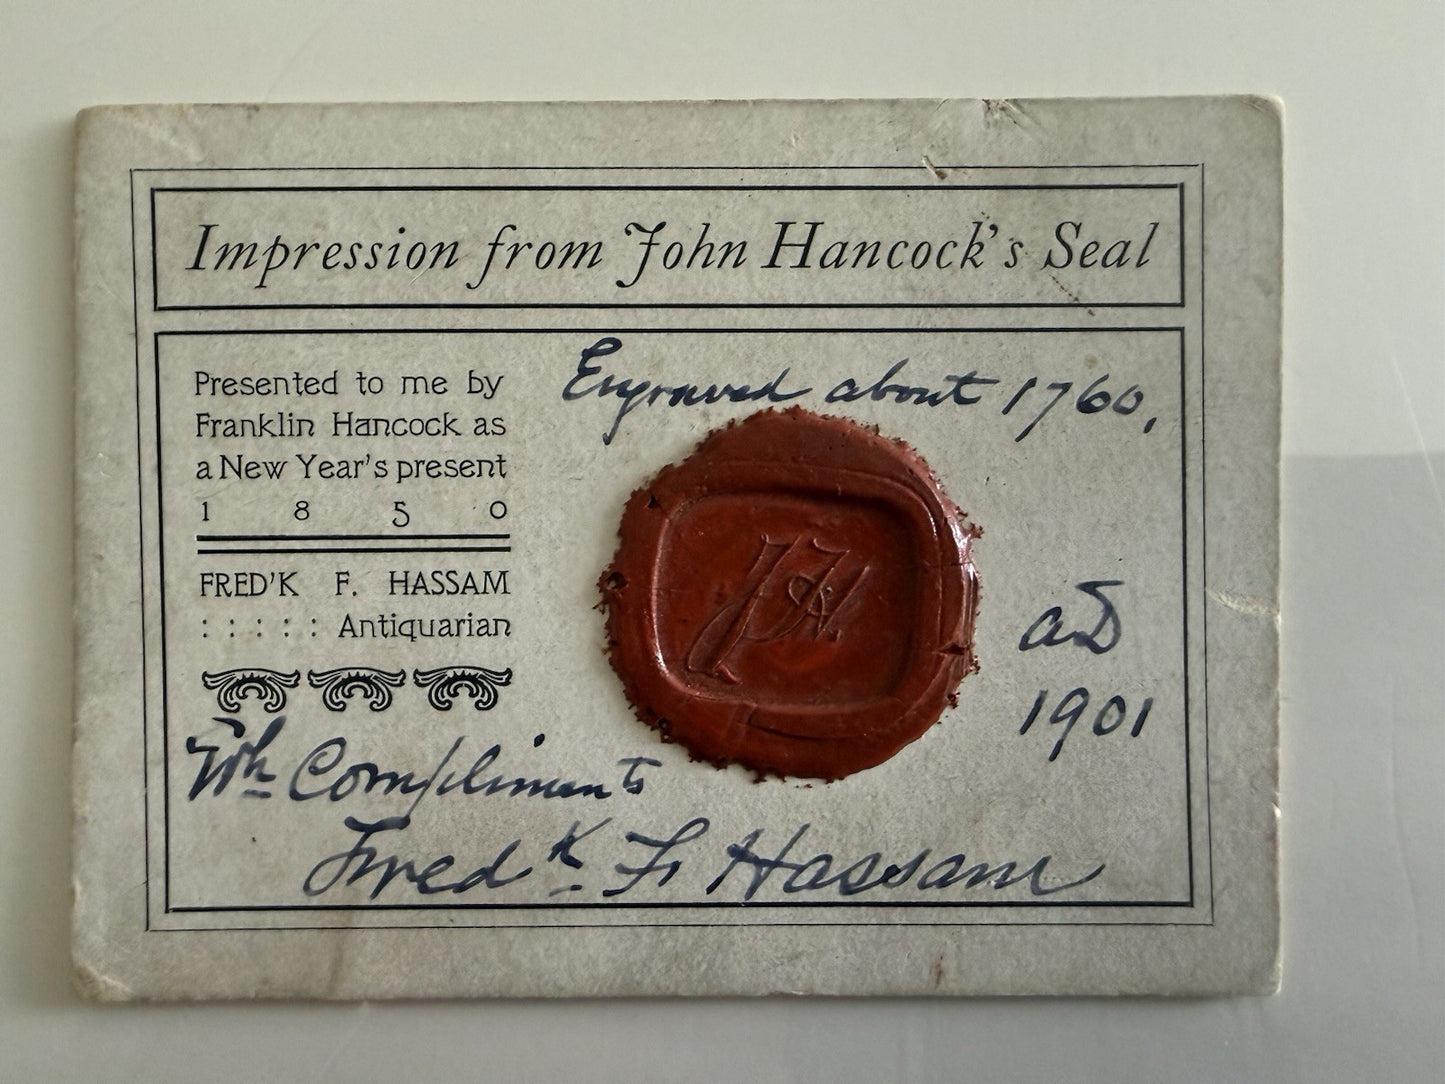 Impression from John Hancock's Seal
Presented to me by
Franklin Hancock as
a New Year's present
1 8 5 0
FRED'K F. HASSAM
: : : : : Antiquarian
Engraved about 1760,
JH.
aD
1901
Wh Compliments
Fredk F. Hassam